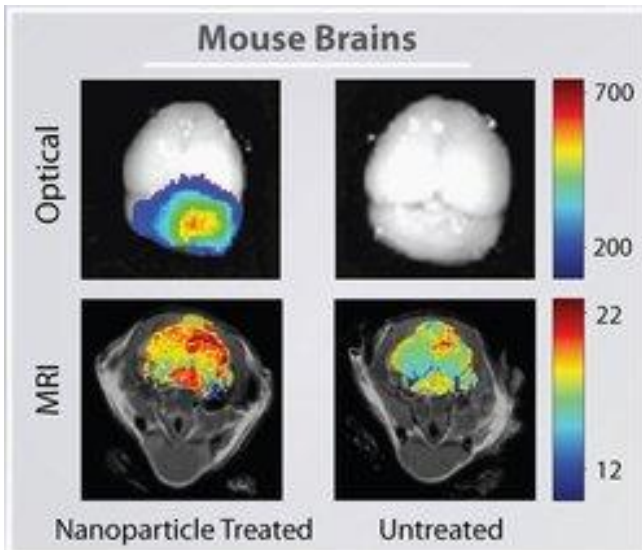 Mouse Brains
Optical
700
200
MRI
22
12
Nanoparticle Treated
Untreated